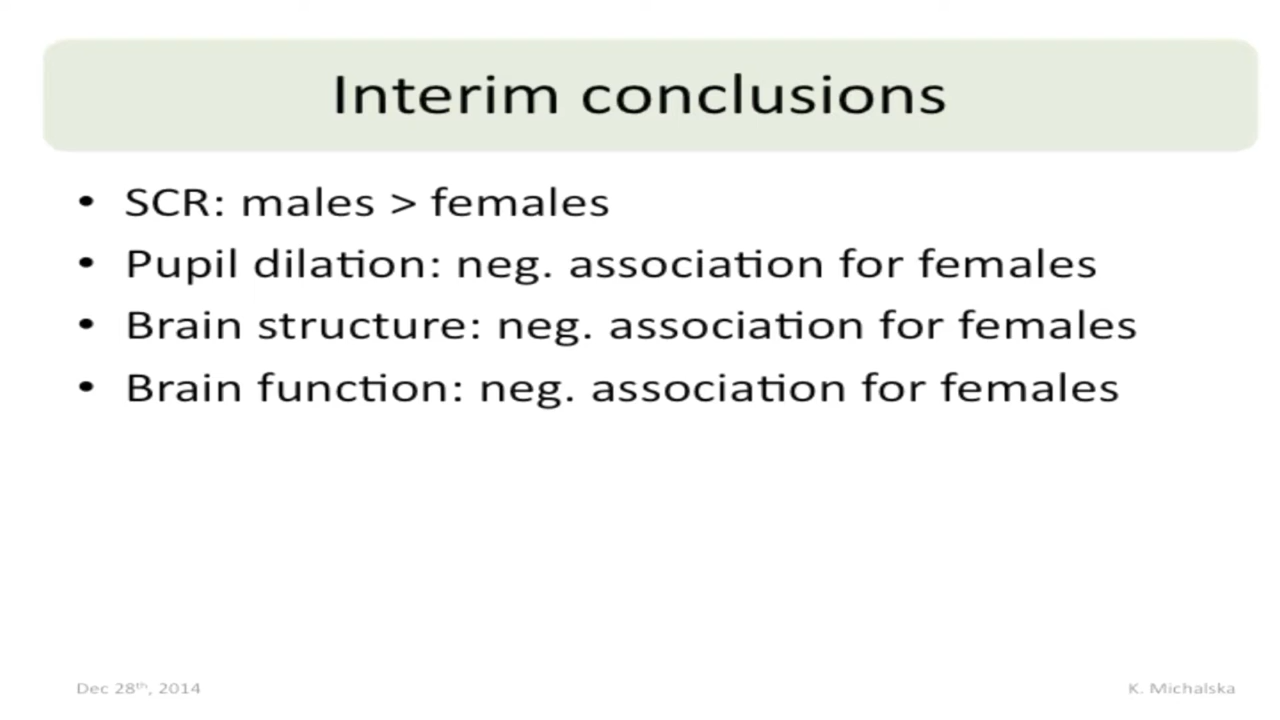 Interim conclusions
• SCR: males > females
• Pupil dilation: neg. association for females
• Brain structure: neg. association for females
• Brain function: neg. association for females
Dec 28th, 2014
K. Michalska